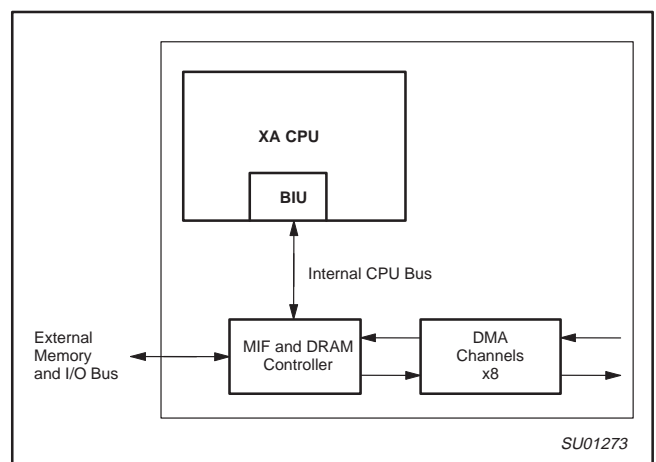 XA CPU
BIU
Internal CPU Bus
External
Memory
and I/O Bus
MIF and DRAM
Controller
DMA
Channels
x8
SU01273